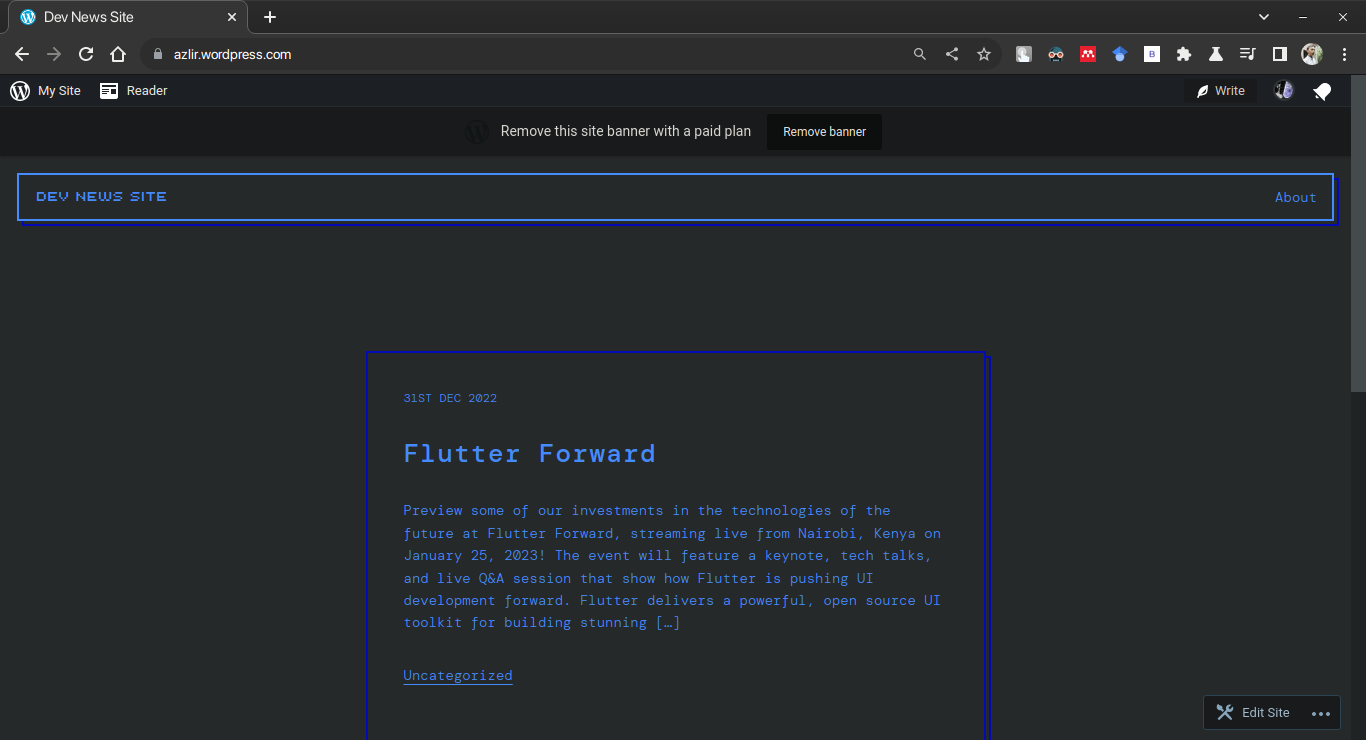 Dev News Site
azlir.wordpress.com
B
My Site
Reader
Write
Remove this site banner with a paid plan
Remove banner
DEV NEWS SITE
About
31ST DEC 2022
Flutter Forward
Preview some of our investments in the technologies of the
future at Flutter Forward, streaming live from Nairobi, Kenya on
January 25, 2023! The event will feature a keynote, tech talks,
and live Q&A session that show how Flutter is pushing UI
development forward. Flutter delivers a powerful, open source UI
toolkit for building stunning […]
Uncategorized
Edit Site